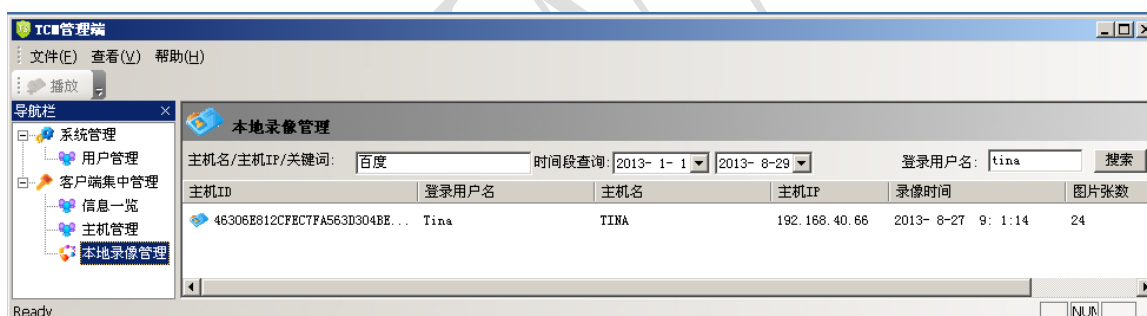 TCM管理端
文件(F) 查看(V) 帮助(H)
播放
导航栏
系统管理
用户管理
客户端集中管理
信息一览
主机管理
本地录像管理
本地录像管理
主机名/主机IP/关键词: 百度 时间段查询: 2013- 1- 1 2013- 8-29 登录用户名: tina 搜索
主机ID 登录用户名 主机名 主机IP 录像时间 图片张数
46306E812CFEC7FA563D304BE... Tina TINA 192.168.40.66 2013- 8-27 9: 1:14 24
Ready NUM